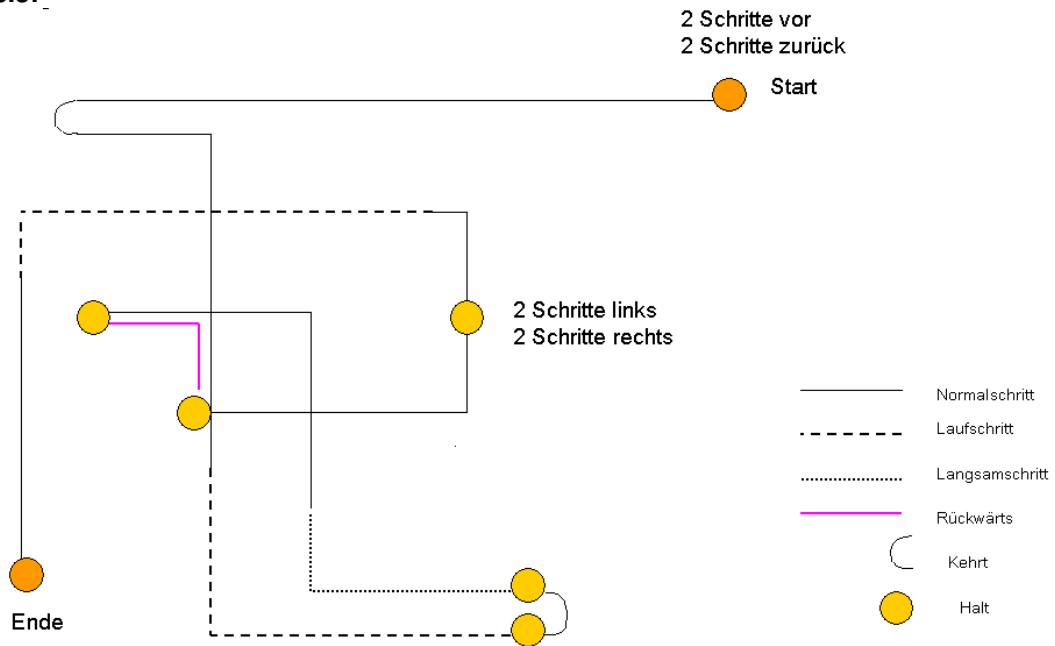 2 Schritte vor
2 Schritte zurück
Start
2 Schritte links
2 Schritte rechts
Normalschritt
Laufschritt
Langsamschritt
Rückwärts
Kehrt
Halt
Ende